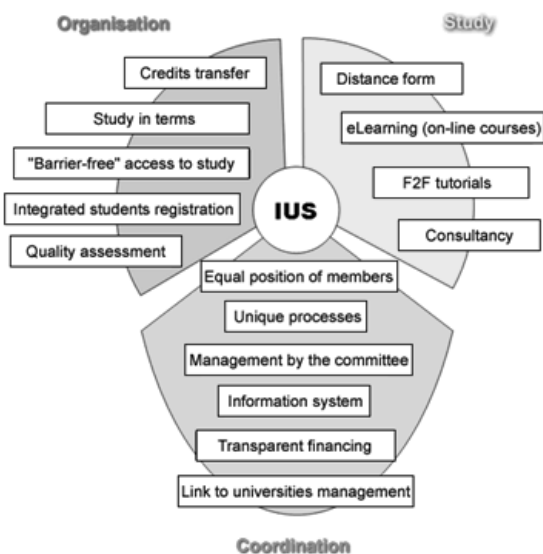 Organisation
Study
Credits transfer
Study in terms
"Barrier-free" access to study
Integrated students registration
Quality assessment
Distance form
eLearning (on-line courses)
F2F tutorials
Consultancy
IUS
Equal position of members
Unique processes
Management by the committee
Information system
Transparent financing
Link to universities management
Coordination